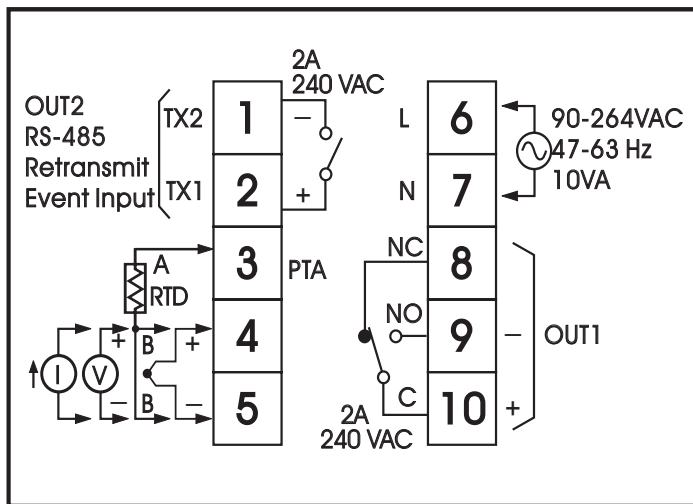 2A
240 VAC
OUT2
RS-485
Retransmit
Event Input
TX2
TX1
1
–
2
+
3
PTA
A
RTD
4
5
I
V
+
–
B
B
+
–
L
6
N
7
90-264VAC
47-63 Hz
10VA
NC
8
NO
9
–
OUT1
C
10
+
2A
240 VAC